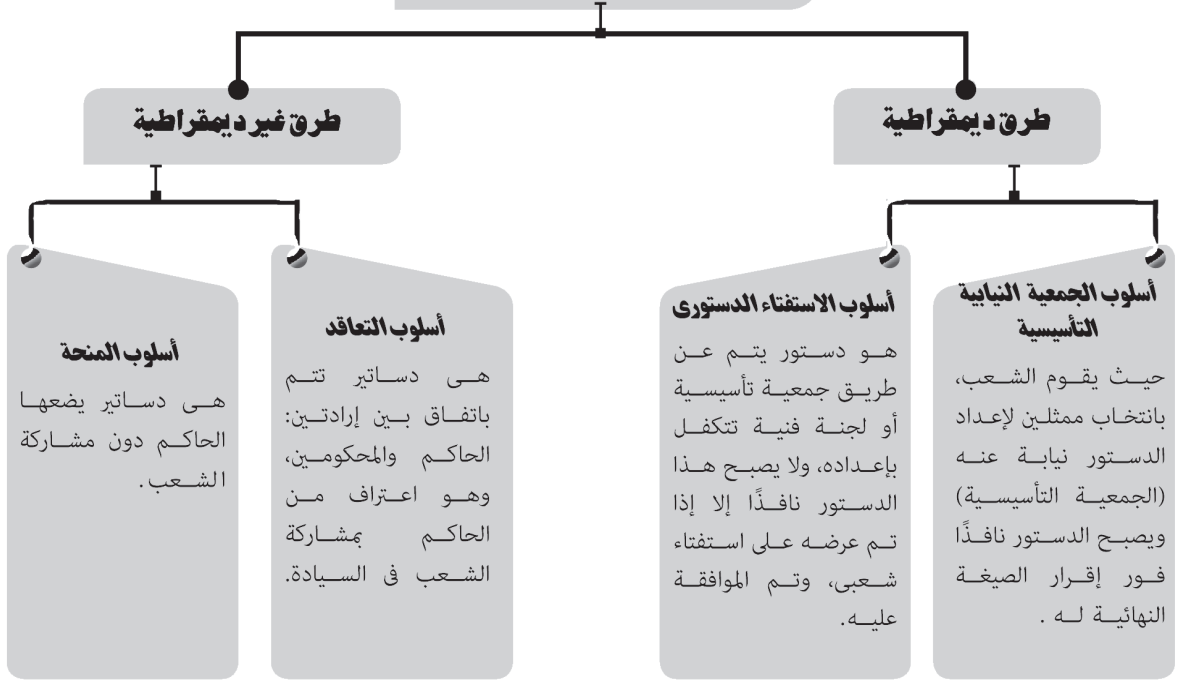 طرق ديمقراطية
أسلوب الجمعية النيابية
التأسيسية
حيث يقوم الشعب،
بانتخاب ممثلين لإعداد
الدستور نيابة عنه
(الجمعية التأسيسية)
ويصبح الدستور نافذًا
فور إقرار الصيغة
النهائية له .
أسلوب الاستفتاء الدستورى
هو دستور يتم عن
طريق جمعية تأسيسية
أو لجنة فنية تتكفل
بإعداده، ولا يصبح هذا
الدستور نافذًا إلا إذا
تم عرضه على استفتاء
شعبى، وتم الموافقة
عليه.
طرق غير ديمقراطية
أسلوب التعاقد
هى دساتير تتم
باتفاق بين إرادتين:
الحاكم والمحكومين،
وهو اعتراف من
الحاكم بمشاركة
الشعب فى السيادة.
أسلوب المنحة
هى دساتير يضعها
الحاكم دون مشاركة
الشعب.